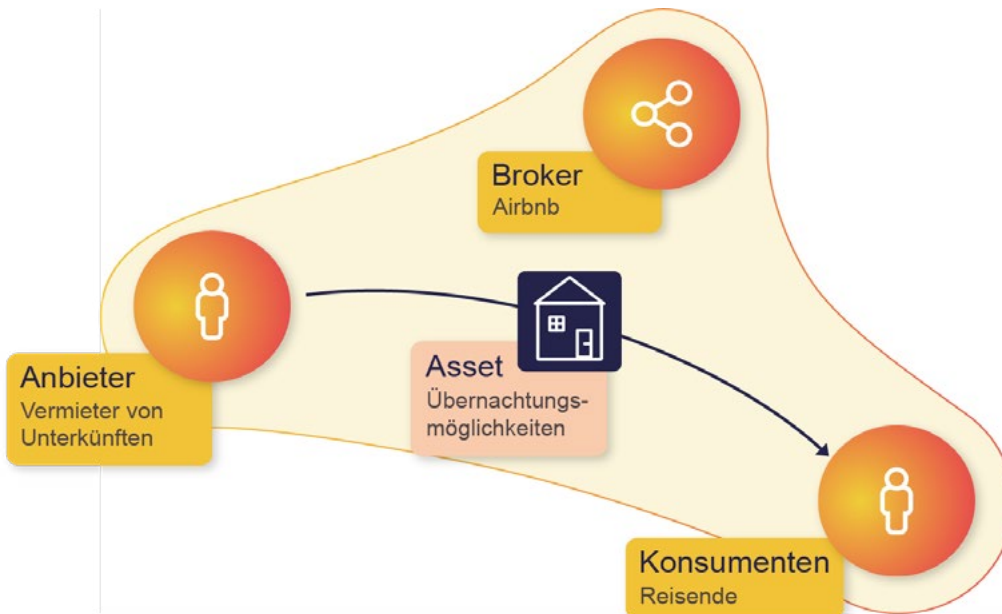 Broker
Airbnb
Anbieter
Vermieter von
Unterkünften
Asset
Übernachtungs-
möglichkeiten
Konsumenten
Reisende